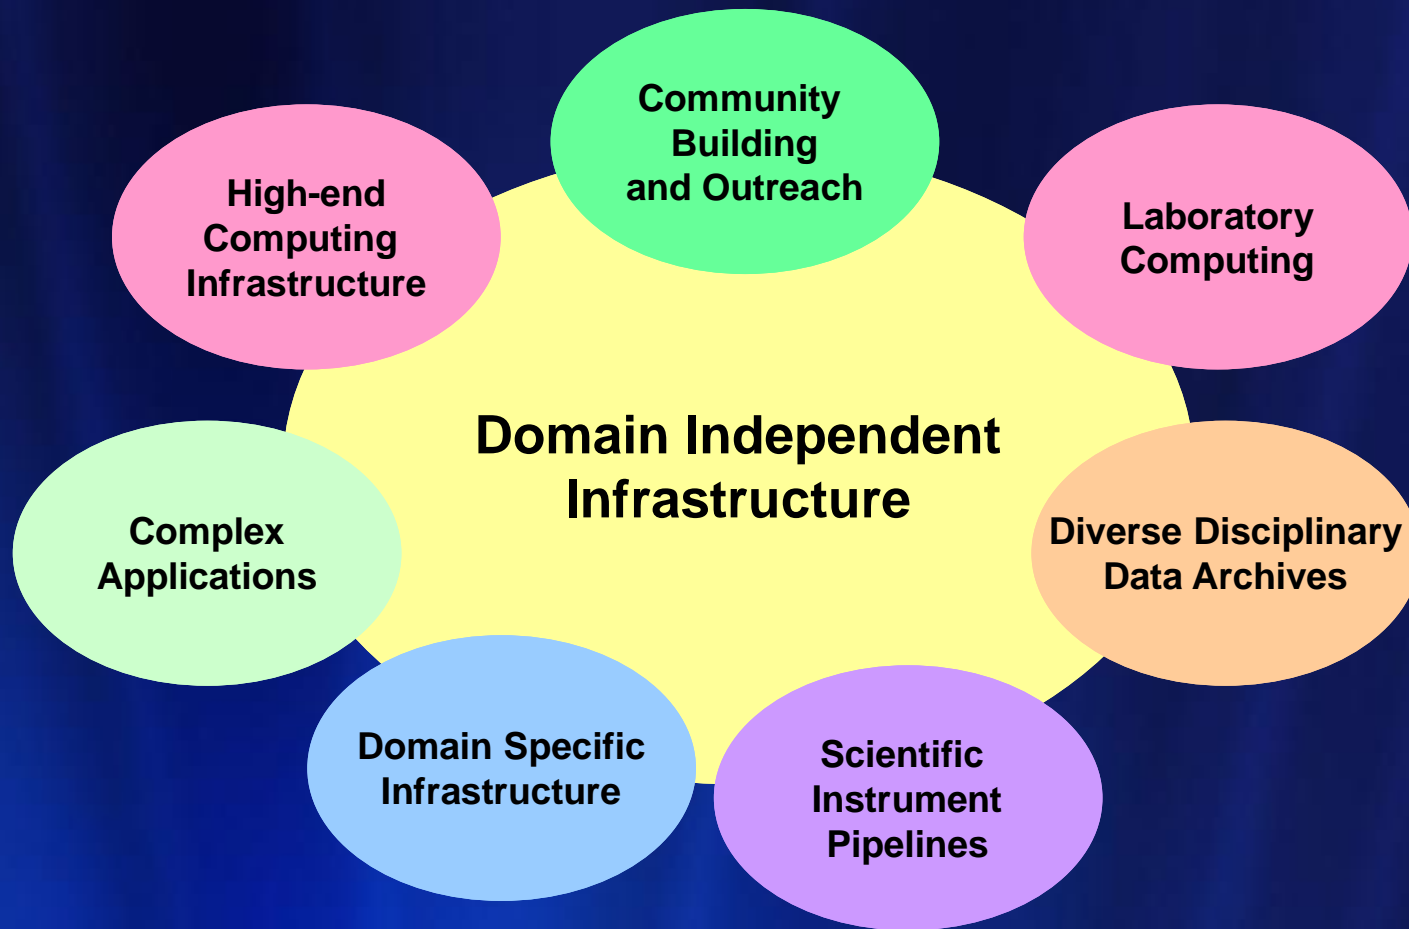 Community
Building
and Outreach
High-end
Computing
Infrastructure
Laboratory
Computing
Domain Independent
Infrastructure
Complex
Applications
Diverse Disciplinary
Data Archives
Domain Specific
Infrastructure
Scientific
Instrument
Pipelines